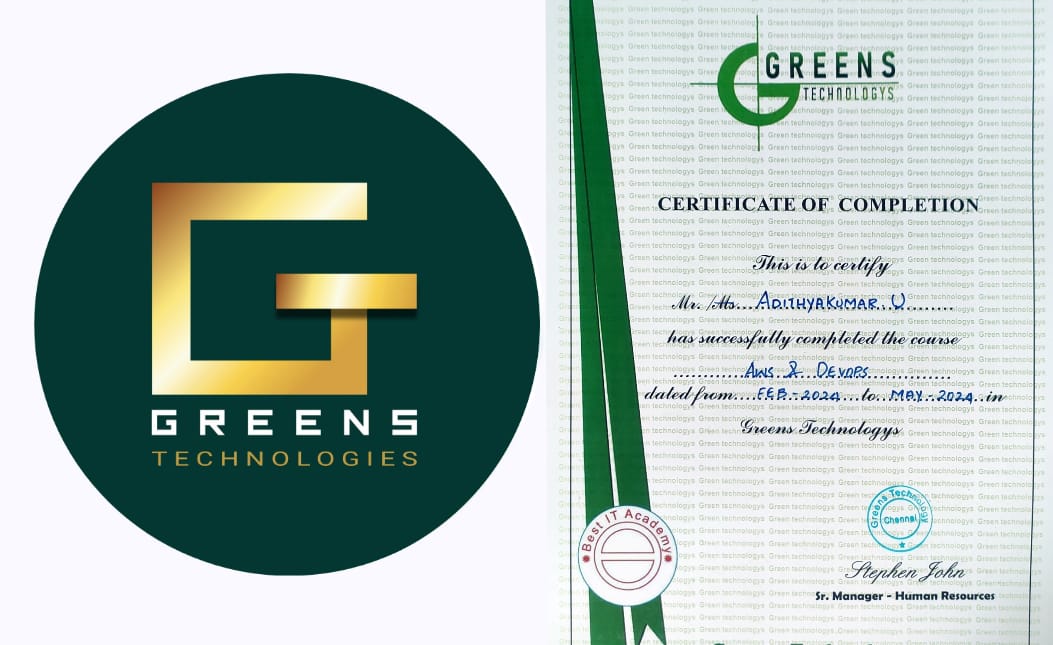 GREENS
TECHNOLOGIES
GREENS
TECHNOLOGYS
CERTIFICATE OF COMPLETION
This is to certify
Mr. /Ms....ADITHYAKUMAR. U........
has successfully completed the course
............AWS & DEVOPS..............
dated from....FEB-2024....to..MAY-2024..in
Greens Technologys
Greens Technology
Chennai
Best IT Academy
Stephen John
Sr. Manager - Human Resources